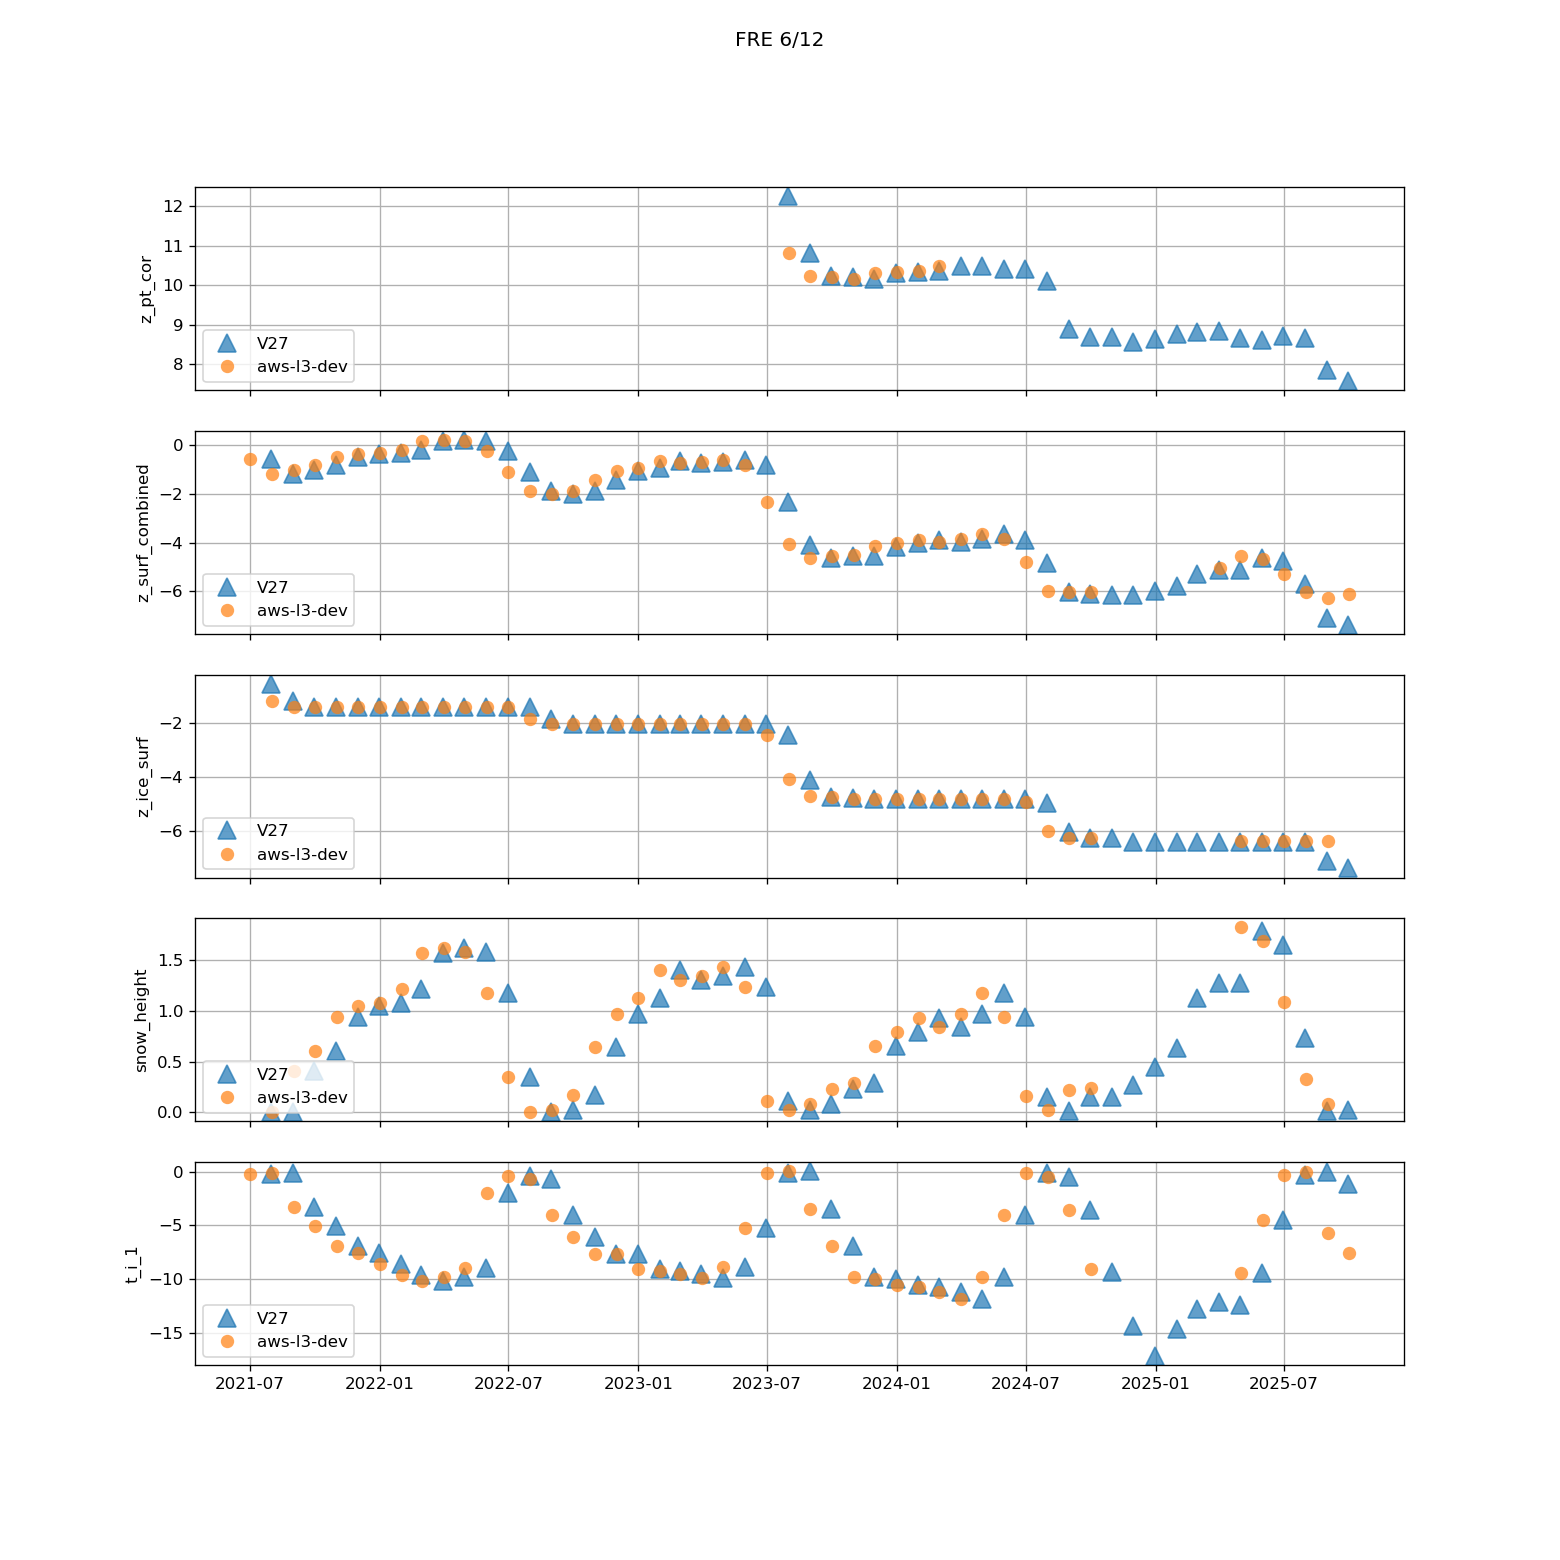 FRE 6/12
z_pt_cor
12
11
10
9
8
V27
aws-l3-dev
z_surf_combined
0
−2
−4
−6
V27
aws-l3-dev
z_ice_surf
−2
−4
−6
V27
aws-l3-dev
snow_height
1.5
1.0
0.5
0.0
V27
aws-l3-dev
t_i_1
0
−5
−10
−15
V27
aws-l3-dev
2021-07 2022-01 2022-07 2023-01 2023-07 2024-01 2024-07 2025-01 2025-07